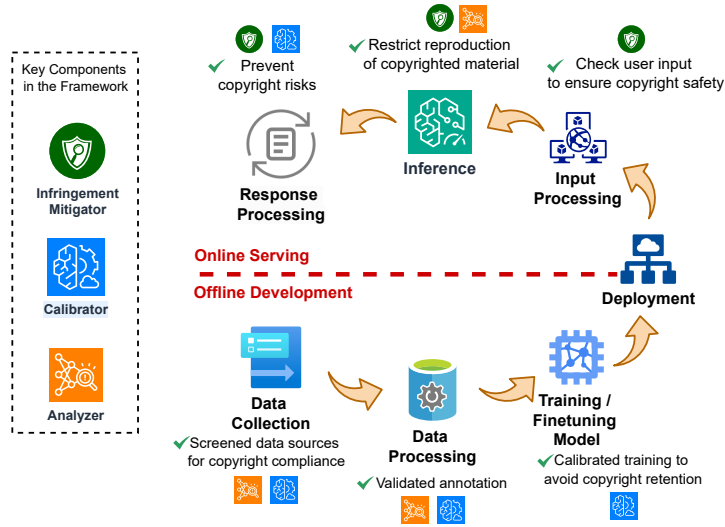 Key Components
in the Framework
Infringement
Mitigator
Calibrator
Analyzer
Prevent
copyright risks
Restrict reproduction
of copyrighted material
Check user input
to ensure copyright safety
Response
Processing
Inference
Input
Processing
Online Serving
Offline Development
Deployment
Data
Collection
Screened data sources
for copyright compliance
Data
Processing
Validated annotation
Training /
Finetuning
Model
Calibrated training to
avoid copyright retention